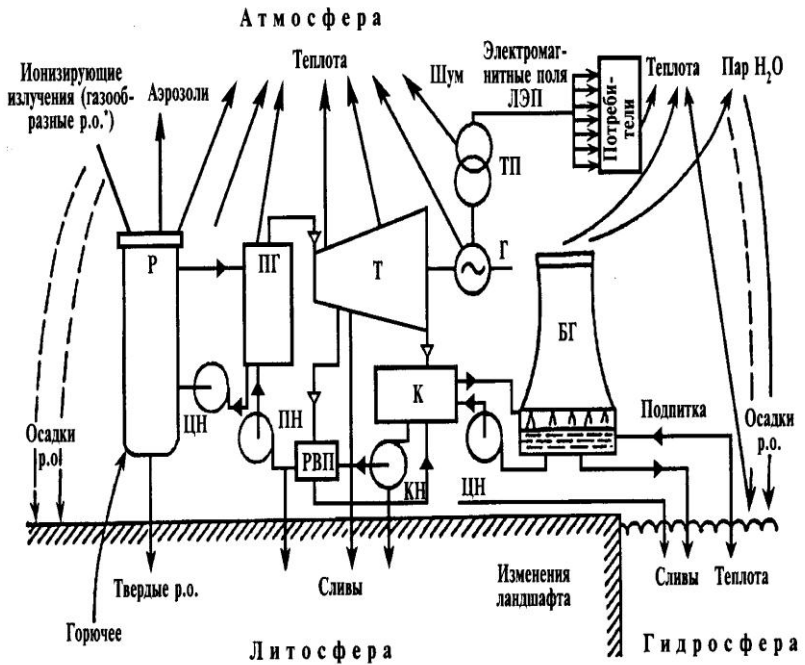 Атмосфера
Ионизирующие
излучения (газооб-
разные р.о.*)
Аэрозоли
Теплота
Шум
Электромаг-
нитные поля
ЛЭП
Потреби-
тели
Теплота
Пар H₂O
ТП
Р
ПГ
Т
Г
БГ
ЦН
ПН
К
РВП
КН
ЦН
Подпитка
Осадки
р.о.
Осадки
р.о.
Твердые р.о.
Горючее
Сливы
Изменения
ландшафта
Сливы
Теплота
Литосфера
Гидросфера